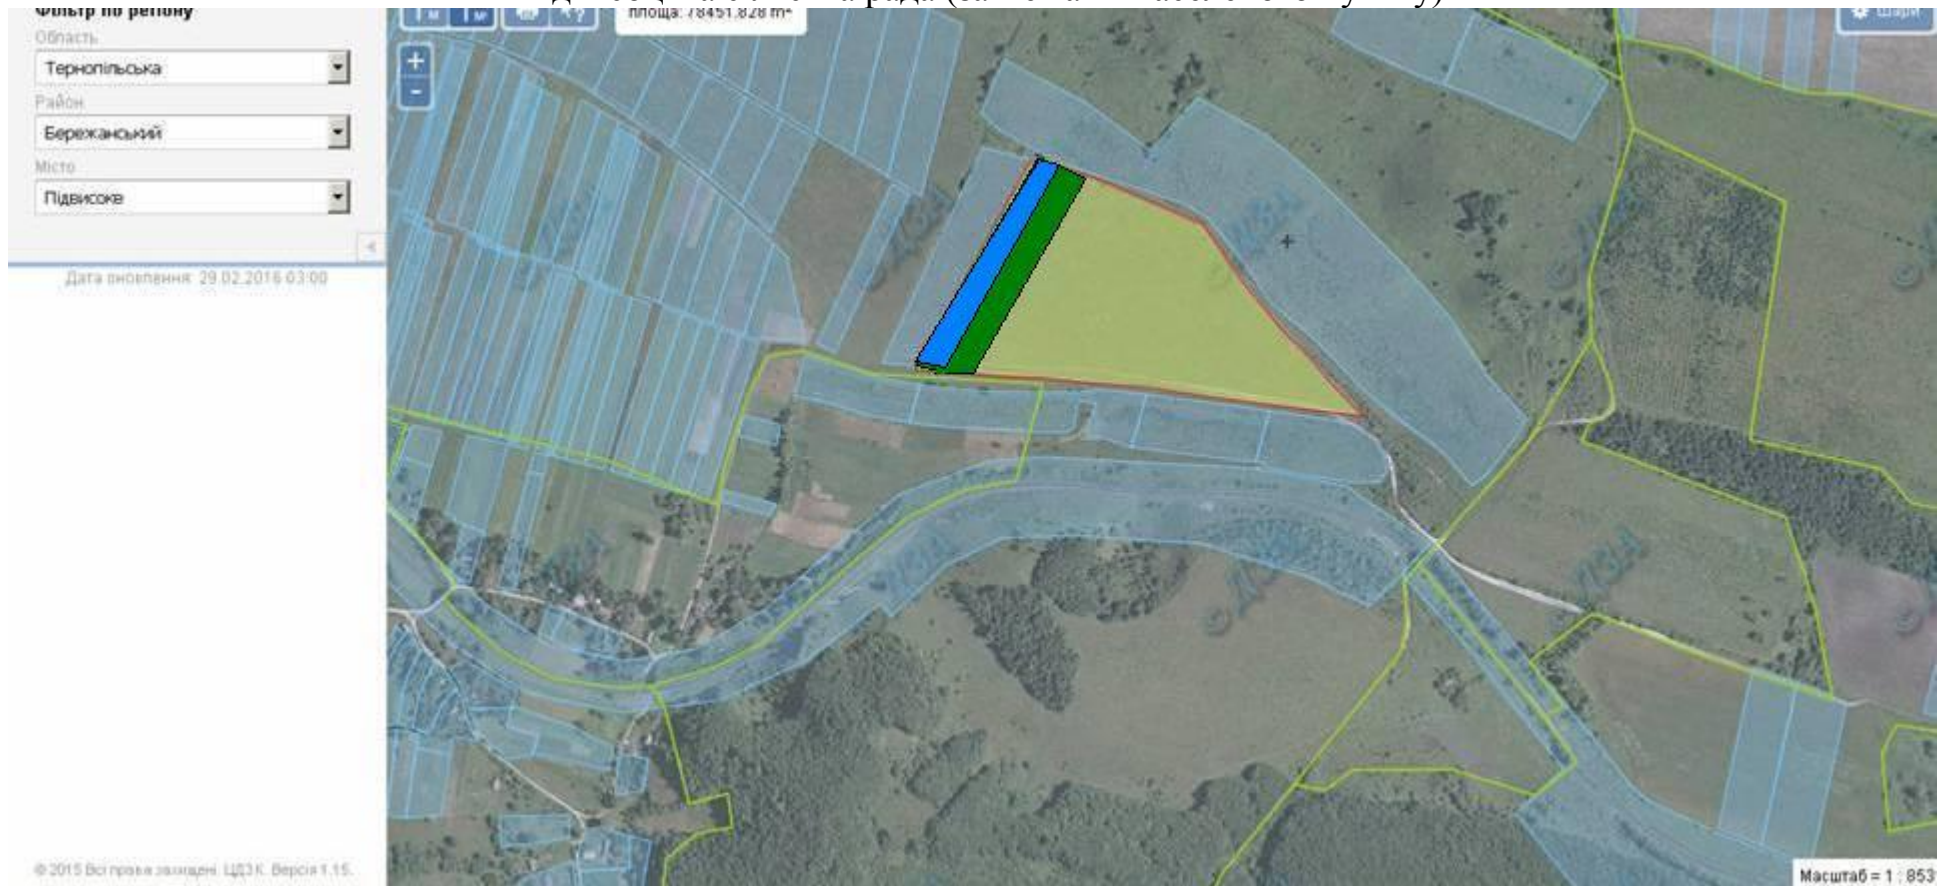 Фільтр по регіону
площа: 78451.828 m²
Шари
Область
Тернопільська
Район
Бережанський
Місто
Підвисоке
Дата оновлення: 29.02.2016 03:00
© 2015 Всі права захищені. ЦДЗК. Версія 1.15.
Масштаб = 1 : 853